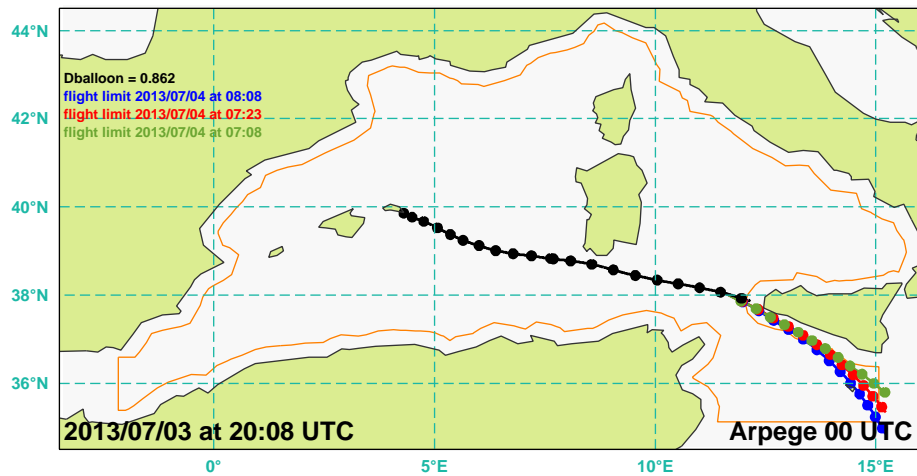 44°N
42°N
40°N
38°N
36°N
Dballoon = 0.862
flight limit 2013/07/04 at 08:08
flight limit 2013/07/04 at 07:23
flight limit 2013/07/04 at 07:08
2013/07/03 at 20:08 UTC
Arpege 00 UTC
0°
5°E
10°E
15°E